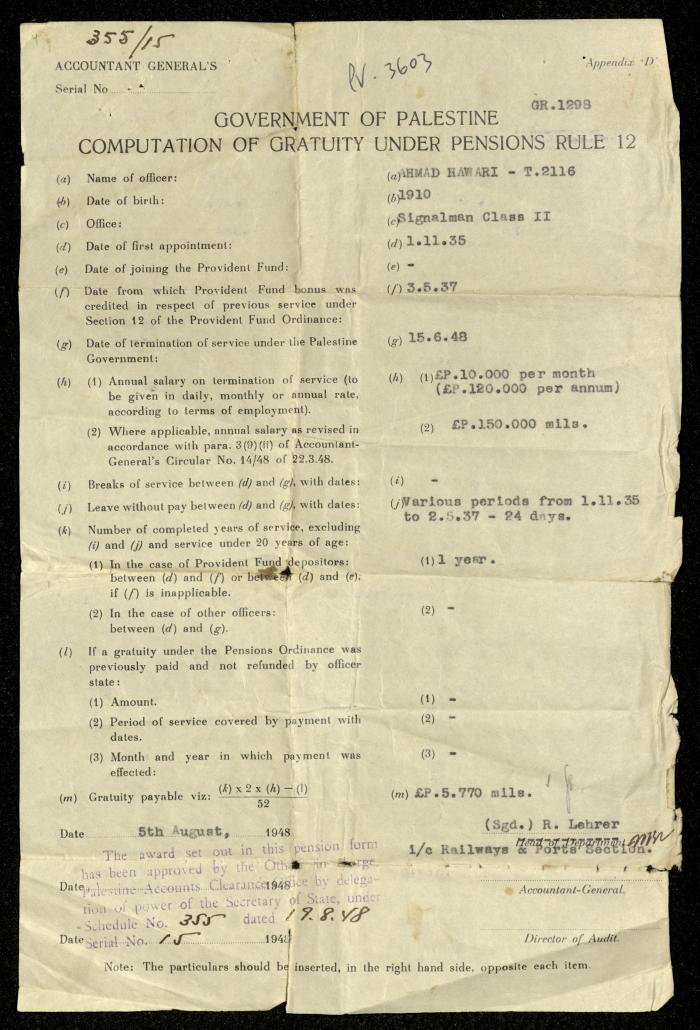 355/15
ACCOUNTANT GENERAL'S
Serial No
PV. 3603
Appendix 'D'
GR.1298
GOVERNMENT OF PALESTINE
COMPUTATION OF GRATUITY UNDER PENSIONS RULE 12
(a) Name of officer: (a) AHMAD HAWARI - T.2116
(b) Date of birth: (b) 1910
(c) Office: (c) Signalman Class II
(d) Date of first appointment: (d) 1.11.35
(e) Date of joining the Provident Fund: (e) -
(f) Date from which Provident Fund bonus was (f) 3.5.37
credited in respect of previous service under
Section 12 of the Provident Fund Ordinance:
(g) Date of termination of service under the Palestine (g) 15.6.48
Government:
(h) (1) Annual salary on termination of service (to (h) (1) £P.10.000 per month
be given in daily, monthly or annual rate, (£P.120.000 per annum)
according to terms of employment).
(2) Where applicable, annual salary as revised in (2) £P.150.000 mils.
accordance with para. 3(9)(ii) of Accountant-
General's Circular No. 14/48 of 22.3.48.
(i) Breaks of service between (d) and (g), with dates: (i) -
(j) Leave without pay between (d) and (g), with dates: (j) Various periods from 1.11.35
to 2.5.37 - 24 days.
(k) Number of completed years of service, excluding
(i) and (j) and service under 20 years of age:
(1) In the case of Provident Fund depositors: (1) 1 year.
between (d) and (f) or between (d) and (e),
if (f) is inapplicable.
(2) In the case of other officers: (2) -
between (d) and (g).
(l) If a gratuity under the Pensions Ordinance was
previously paid and not refunded by officer
state:
(1) Amount. (1) -
(2) Period of service covered by payment with (2) -
dates.
(3) Month and year in which payment was (3) -
effected:
(m) Gratuity payable viz: (k) x 2 x (h) — (l) (m) £P.5.770 mils.
52
(Sgd.) R. Lehrer
Date 5th August, 1948
Head of Department
i/c Railways & Ports Section.
The award set out in this pension form
has been approved by the Officer in charge
Date 1948
Palestine Accounts Clearance Office by delega-
Accountant-General.
tion of power of the Secretary of State, under
Schedule No. 355 dated 19.8.48
Date 194
Serial No. 15
Director of Audit.
Note: The particulars should be inserted, in the right hand side, opposite each item.